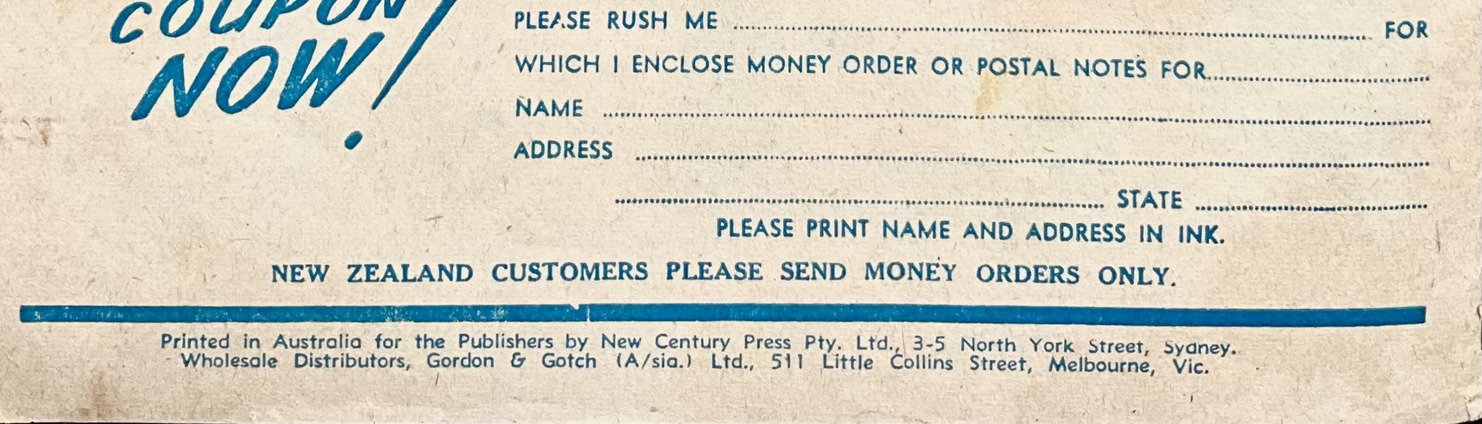 COUPON
NOW!
PLEASE RUSH ME ........................ FOR
WHICH I ENCLOSE MONEY ORDER OR POSTAL NOTES FOR........................
NAME ........................
ADDRESS ........................
........................ STATE ........................
PLEASE PRINT NAME AND ADDRESS IN INK.
NEW ZEALAND CUSTOMERS PLEASE SEND MONEY ORDERS ONLY.
Printed in Australia for the Publishers by New Century Press Pty. Ltd., 3-5 North York Street, Sydney.
Wholesale Distributors, Gordon & Gotch (A/sia.) Ltd., 511 Little Collins Street, Melbourne, Vic.